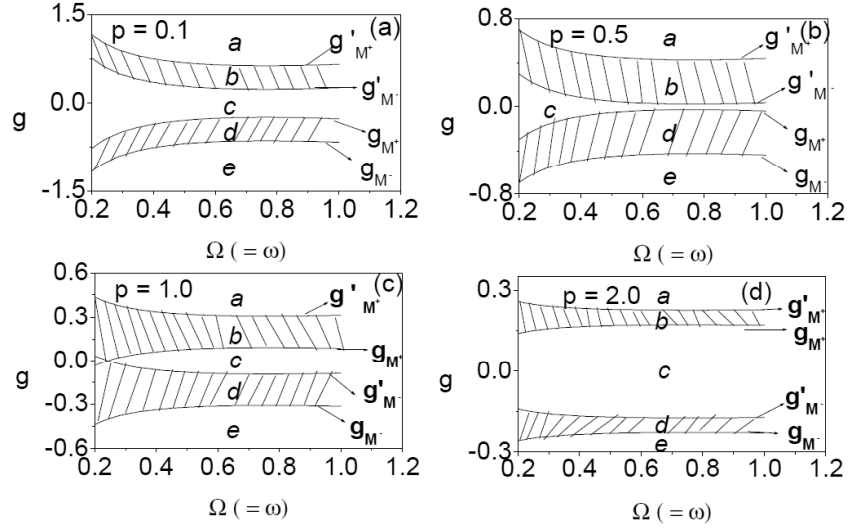 p = 0.1
(a)
a
g'M+
b
g'M-
c
gM+
d
gM-
e
g
1.5
0.0
-1.5
0.2 0.4 0.6 0.8 1.0 1.2
Ω ( = ω)
p = 0.5
(b)
a
g'M+
b
g'M-
c
gM+
d
gM-
e
g
0.8
0.0
-0.8
0.2 0.4 0.6 0.8 1.0 1.2
Ω ( = ω)
p = 1.0
(c)
a
g'M+
b
gM+
c
g'M-
d
gM-
e
g
0.6
0.3
0.0
-0.3
-0.6
0.2 0.4 0.6 0.8 1.0 1.2
Ω ( = ω)
p = 2.0
(d)
a
g'M+
b
gM+
c
g'M-
d
gM-
e
g
0.3
0.0
-0.3
0.2 0.4 0.6 0.8 1.0 1.2
Ω ( = ω)